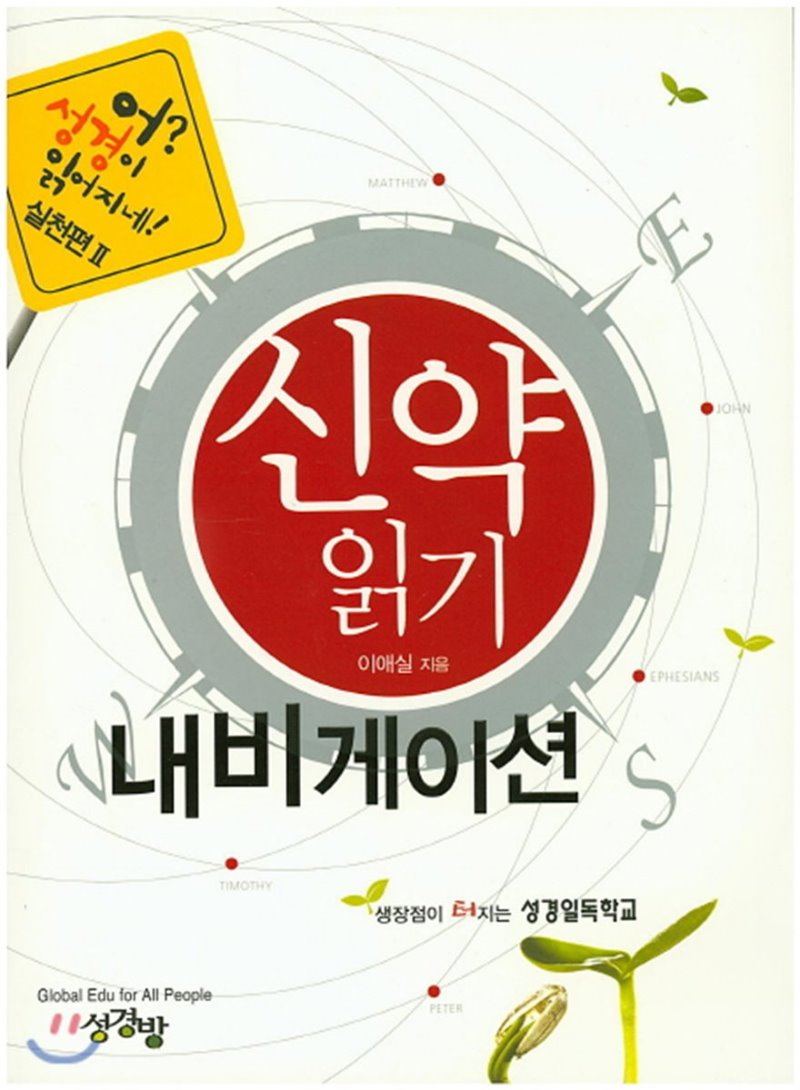 어?
성경이
읽어지네!
실천편 II
MATTHEW
E
JOHN
신약
읽기
이애실 지음
EPHESIANS
W
내비게이션
S
TIMOTHY
생장점이 터지는 성경일독학교
Global Edu for All People
성경방
PETER